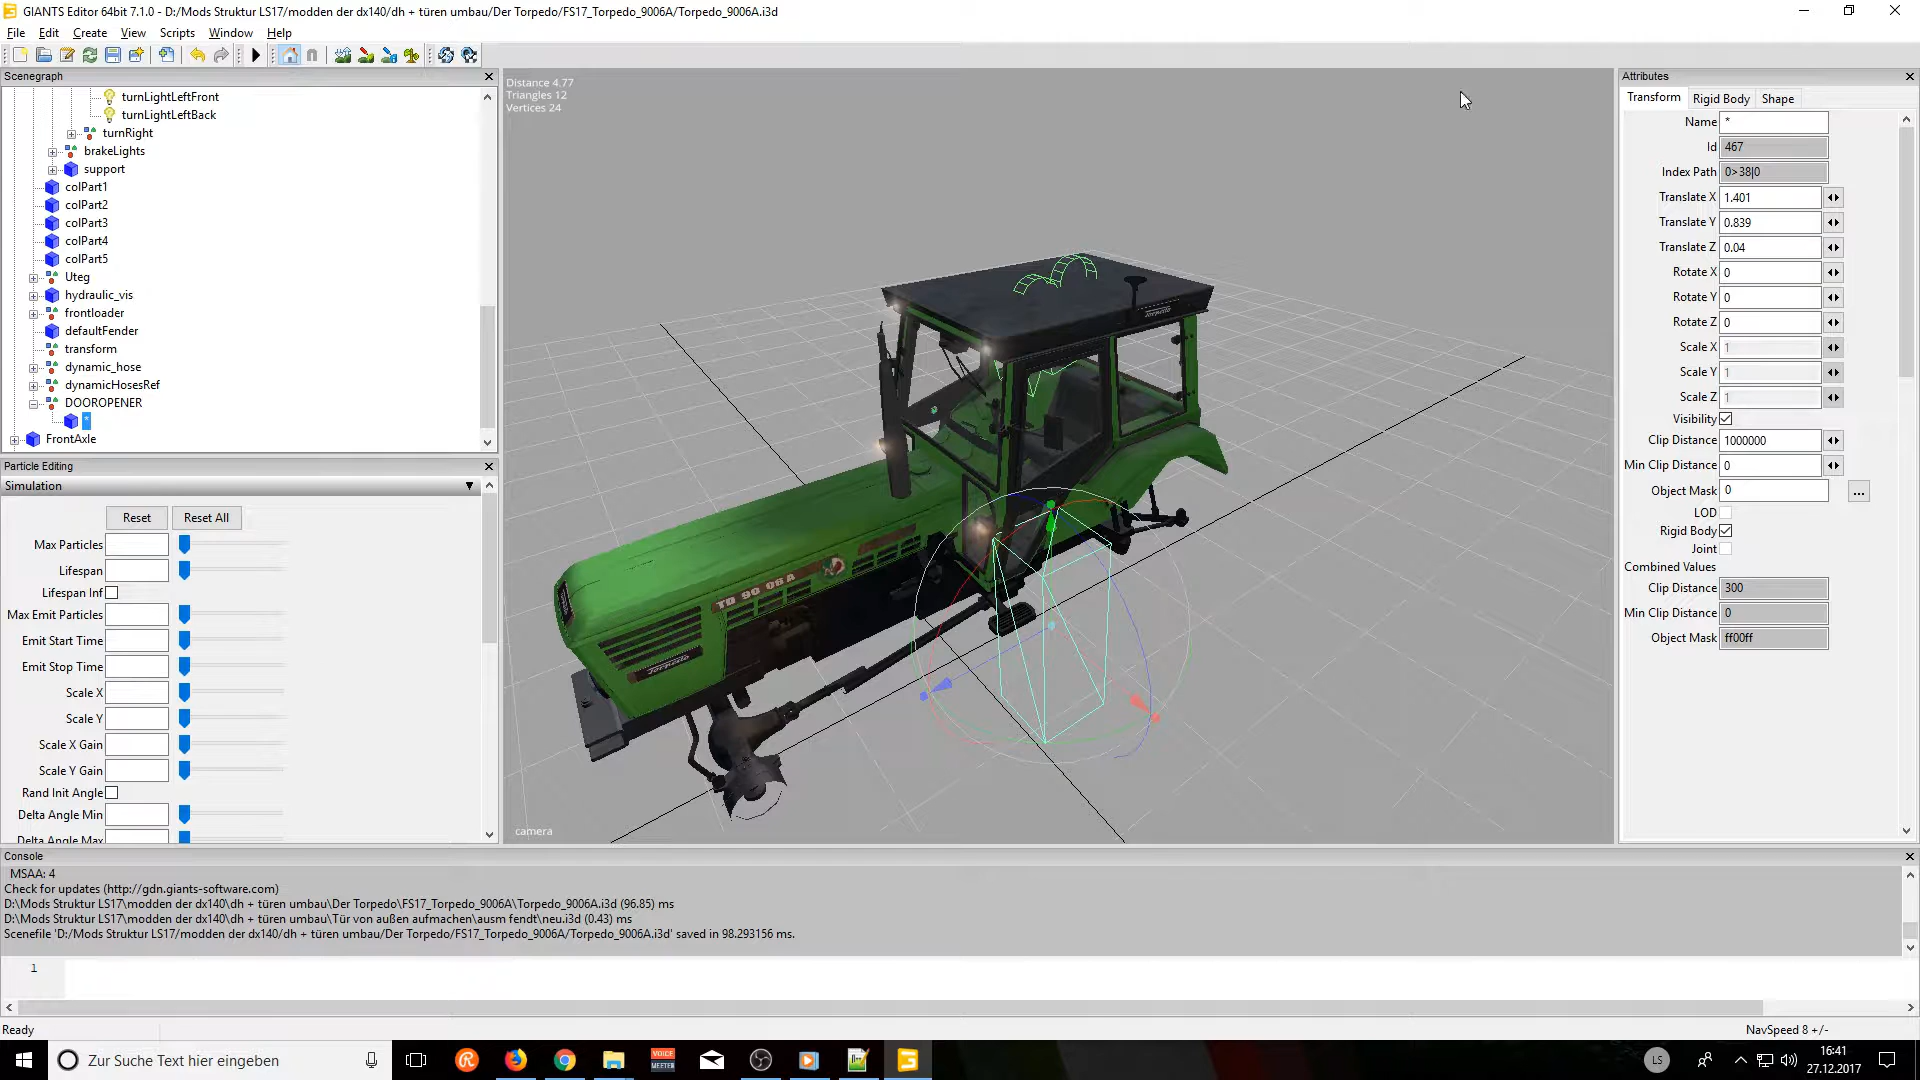 GIANTS Editor 64bit 7.1.0 - D:/Mods Struktur LS17/modden der dx140/dh + türen umbau/Der Torpedo/FS17_Torpedo_9006A/Torpedo_9006A.i3d
File Edit Create View Scripts Window Help
Scenegraph
turnLightLeftFront
turnLightLeftBack
turnRight
brakeLights
support
colPart1
colPart2
colPart3
colPart4
colPart5
Uteg
hydraulic_vis
frontloader
defaultFender
transform
dynamic_hose
dynamicHosesRef
DOOROPENER
*
FrontAxle
Particle Editing
Simulation
Reset Reset All
Max Particles
Lifespan
Lifespan Inf
Max Emit Particles
Emit Start Time
Emit Stop Time
Scale X
Scale Y
Scale X Gain
Scale Y Gain
Rand Init Angle
Delta Angle Min
Delta Angle Max
Distance 4.77
Triangles 12
Vertices 24
Torpedo
TD 90 06 A
Torpedo
camera
Attributes
Transform Rigid Body Shape
Name *
Id 467
Index Path 0>38|0
Translate X 1.401
Translate Y 0.839
Translate Z 0.04
Rotate X 0
Rotate Y 0
Rotate Z 0
Scale X 1
Scale Y 1
Scale Z 1
Visibility
Clip Distance 1000000
Min Clip Distance 0
Object Mask 0 ...
LOD
Rigid Body
Joint
Combined Values
Clip Distance 300
Min Clip Distance 0
Object Mask ff00ff
Console
MSAA: 4
Check for updates (http://gdn.giants-software.com)
D:\Mods Struktur LS17\modden der dx140\dh + türen umbau\Der Torpedo\FS17_Torpedo_9006A\Torpedo_9006A.i3d (96.85) ms
D:\Mods Struktur LS17\modden der dx140\dh + türen umbau\Tür von außen aufmachen\ausm fendt\neu.i3d (0.43) ms
Scenefile 'D:/Mods Struktur LS17/modden der dx140/dh + türen umbau/Der Torpedo/FS17_Torpedo_9006A/Torpedo_9006A.i3d' saved in 98.293156 ms.
1
Ready
NavSpeed 8 +/-
Zur Suche Text hier eingeben
VOICE
MEETER
LS
16:41
27.12.2017